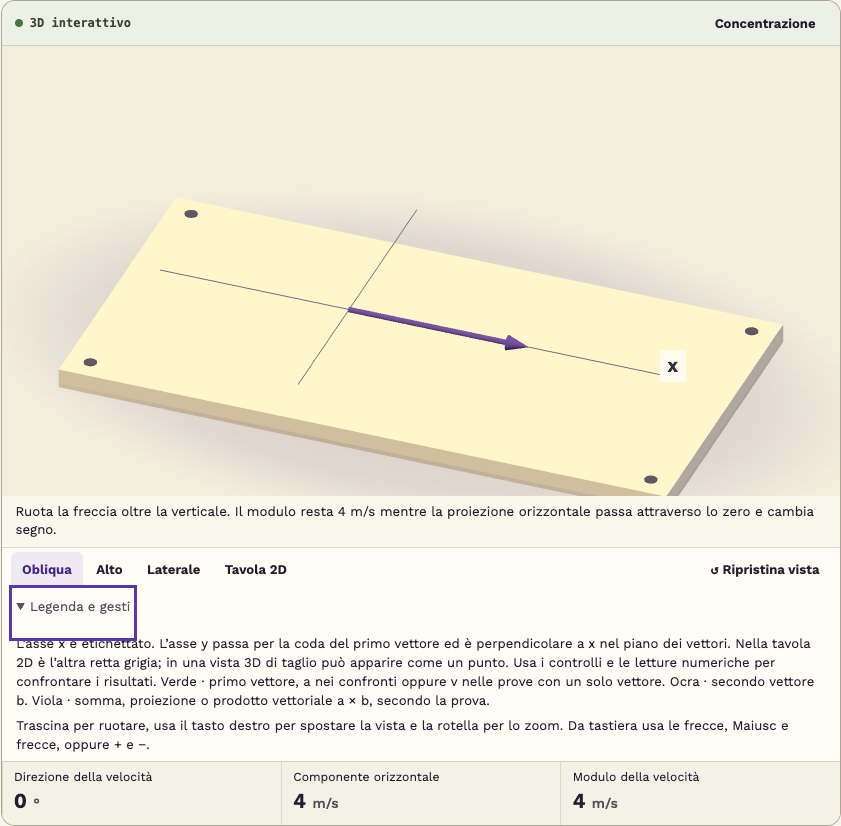 3D interattivo
Concentrazione
x
Ruota la freccia oltre la verticale. Il modulo resta 4 m/s mentre la proiezione orizzontale passa attraverso lo zero e cambia
segno.
Obliqua Alto Laterale Tavola 2D ↺ Ripristina vista
▼ Legenda e gesti
L’asse x è etichettato. L’asse y passa per la coda del primo vettore ed è perpendicolare a x nel piano dei vettori. Nella tavola
2D è l’altra retta grigia; in una vista 3D di taglio può apparire come un punto. Usa i controlli e le letture numeriche per
confrontare i risultati. Verde · primo vettore, a nei confronti oppure v nelle prove con un solo vettore. Ocra · secondo vettore
b. Viola · somma, proiezione o prodotto vettoriale a × b, secondo la prova.
Trascina per ruotare, usa il tasto destro per spostare la vista e la rotella per lo zoom. Da tastiera usa le frecce, Maiusc e
frecce, oppure + e −.
Direzione della velocità
0 °
Componente orizzontale
4 m/s
Modulo della velocità
4 m/s